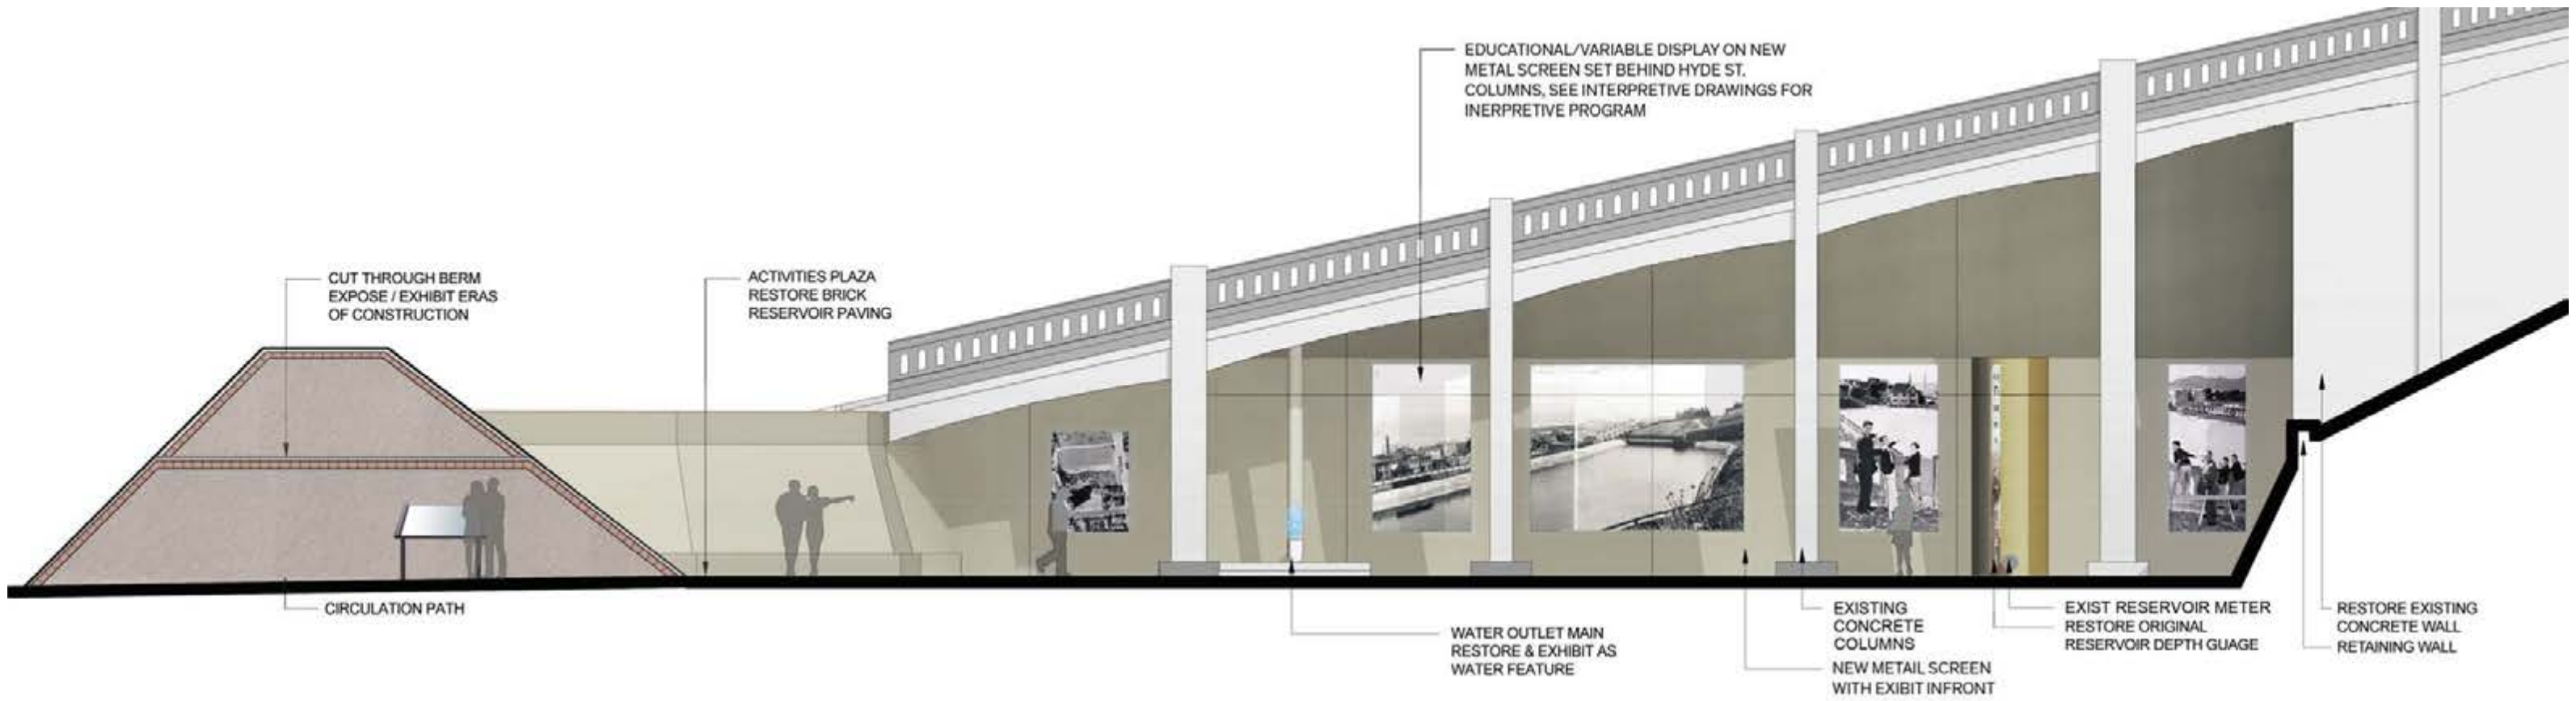 EDUCATIONAL/VARIABLE DISPLAY ON NEW
METAL SCREEN SET BEHIND HYDE ST.
COLUMNS, SEE INTERPRETIVE DRAWINGS FOR
INERPRETIVE PROGRAM
CUT THROUGH BERM
EXPOSE / EXHIBIT ERAS
OF CONSTRUCTION
ACTIVITIES PLAZA
RESTORE BRICK
RESERVOIR PAVING
CIRCULATION PATH
WATER OUTLET MAIN
RESTORE & EXHIBIT AS
WATER FEATURE
EXISTING
CONCRETE
COLUMNS
NEW METAIL SCREEN
WITH EXIBIT INFRONT
EXIST RESERVOIR METER
RESTORE ORIGINAL
RESERVOIR DEPTH GUAGE
RESTORE EXISTING
CONCRETE WALL
RETAINING WALL